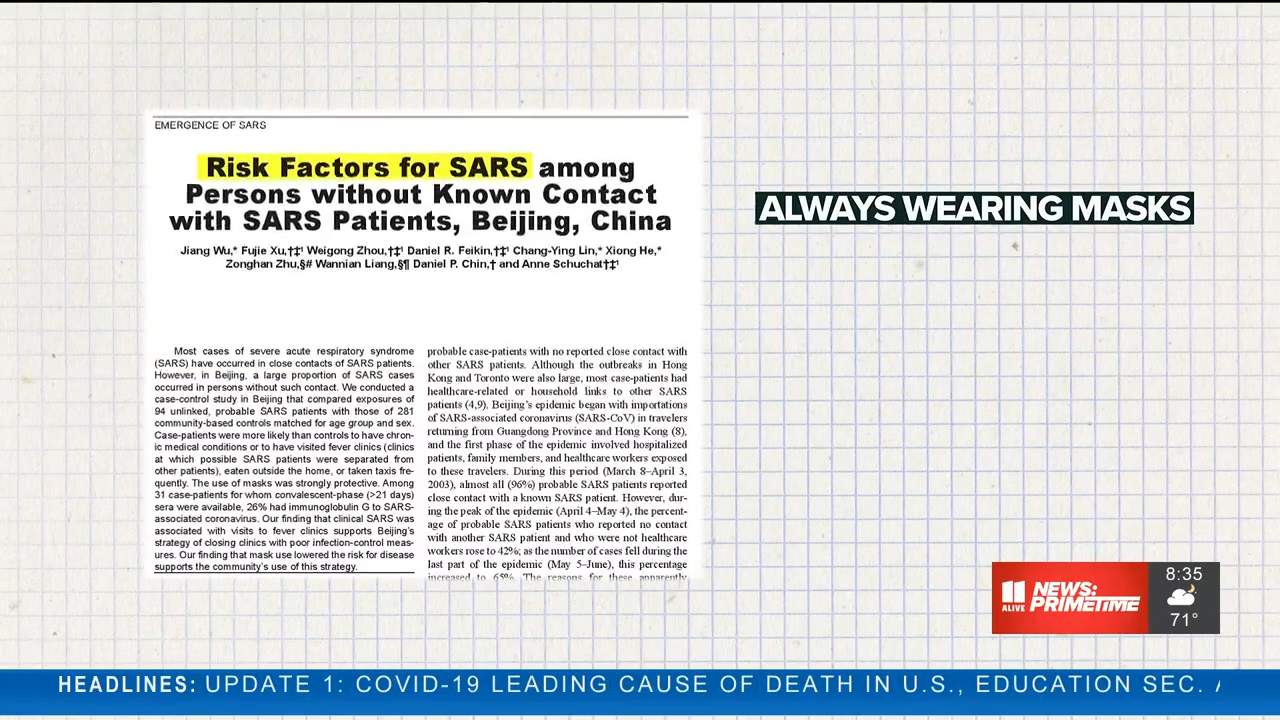 EMERGENCE OF SARS
Risk Factors for SARS among
Persons without Known Contact
with SARS Patients, Beijing, China
Jiang Wu,* Fujie Xu,†‡¹ Weigong Zhou,†‡¹ Daniel R. Feikin,†‡¹ Chang-Ying Lin,* Xiong He,*
Zonghan Zhu,§# Wannian Liang,§¶ Daniel P. Chin,† and Anne Schuchat†‡¹
Most cases of severe acute respiratory syndrome
(SARS) have occurred in close contacts of SARS patients.
However, in Beijing, a large proportion of SARS cases
occurred in persons without such contact. We conducted a
case-control study in Beijing that compared exposures of
94 unlinked, probable SARS patients with those of 281
community-based controls matched for age group and sex.
Case-patients were more likely than controls to have chron-
ic medical conditions or to have visited fever clinics (clinics
at which possible SARS patients were separated from
other patients), eaten outside the home, or taken taxis fre-
quently. The use of masks was strongly protective. Among
31 case-patients for whom convalescent-phase (>21 days)
sera were available, 26% had immunoglobulin G to SARS-
associated coronavirus. Our finding that clinical SARS was
associated with visits to fever clinics supports Beijing's
strategy of closing clinics with poor infection-control meas-
ures. Our finding that mask use lowered the risk for disease
supports the community's use of this strategy.
probable case-patients with no reported close contact with
other SARS patients. Although the outbreaks in Hong
Kong and Toronto were also large, most case-patients had
healthcare-related or household links to other SARS
patients (4,9). Beijing's epidemic began with importations
of SARS-associated coronavirus (SARS-CoV) in travelers
returning from Guangdong Province and Hong Kong (8),
and the first phase of the epidemic involved hospitalized
patients, family members, and healthcare workers exposed
to these travelers. During this period (March 8–April 3,
2003), almost all (96%) probable SARS patients reported
close contact with a known SARS patient. However, dur-
ing the peak of the epidemic (April 4–May 4), the percent-
age of probable SARS patients who reported no contact
with another SARS patient and who were not healthcare
workers rose to 42%; as the number of cases fell during the
last part of the epidemic (May 5–June), this percentage
increased to 65%. The reasons for these apparently
ALWAYS WEARING MASKS
11 ALIVE NEWS: PRIMETIME
8:35
71°
HEADLINES: UPDATE 1: COVID-19 LEADING CAUSE OF DEATH IN U.S., EDUCATION SEC.